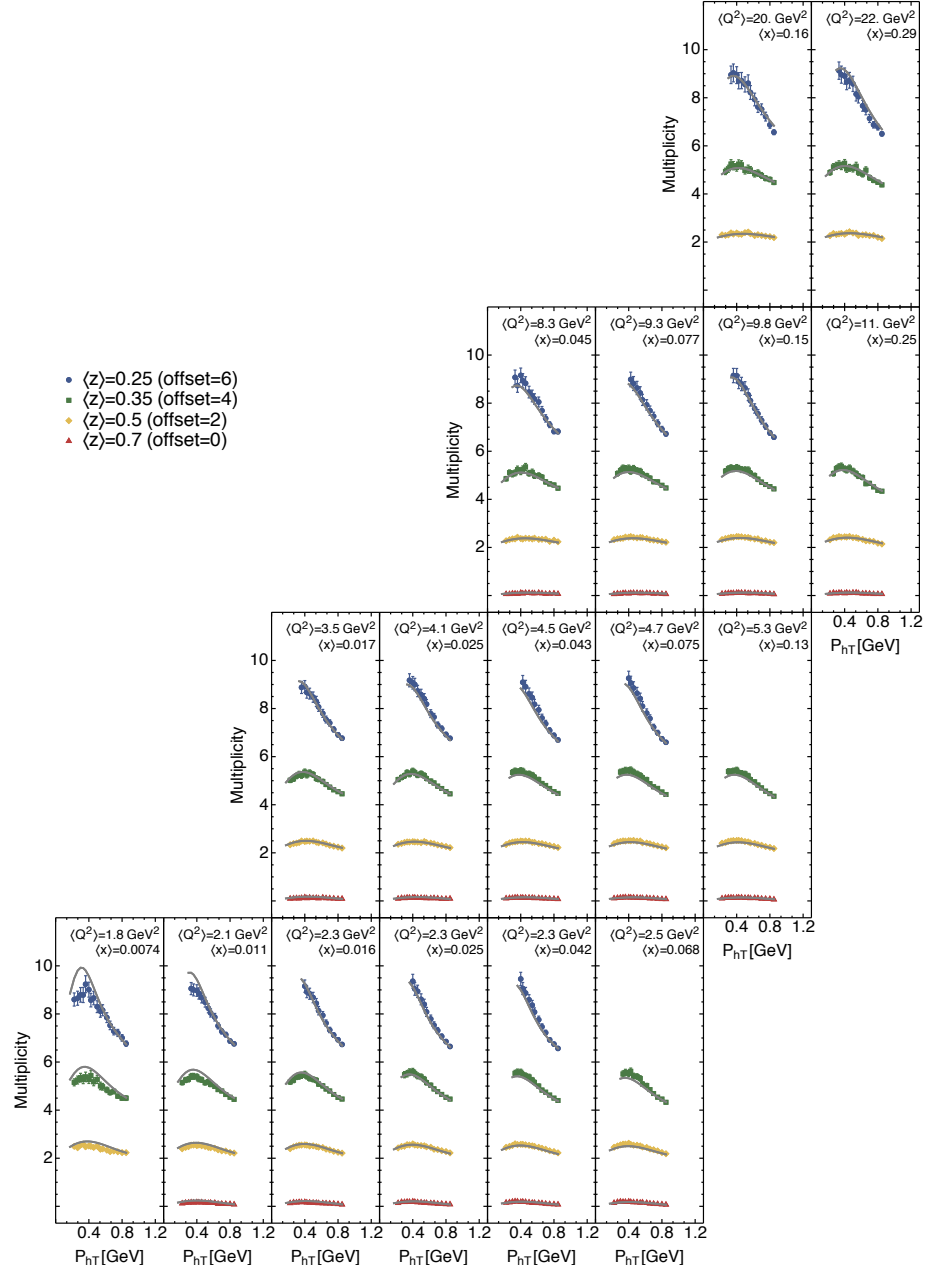 ⟨Q²⟩=20. GeV²
⟨x⟩=0.16
⟨Q²⟩=22. GeV²
⟨x⟩=0.29
10
8
6
4
2
Multiplicity
⟨z⟩=0.25 (offset=6)
⟨z⟩=0.35 (offset=4)
⟨z⟩=0.5 (offset=2)
⟨z⟩=0.7 (offset=0)
⟨Q²⟩=8.3 GeV²
⟨x⟩=0.045
⟨Q²⟩=9.3 GeV²
⟨x⟩=0.077
⟨Q²⟩=9.8 GeV²
⟨x⟩=0.15
⟨Q²⟩=11. GeV²
⟨x⟩=0.25
10
8
6
4
2
Multiplicity
0.4 0.8 1.2
P_hT[GeV]
⟨Q²⟩=3.5 GeV²
⟨x⟩=0.017
⟨Q²⟩=4.1 GeV²
⟨x⟩=0.025
⟨Q²⟩=4.5 GeV²
⟨x⟩=0.043
⟨Q²⟩=4.7 GeV²
⟨x⟩=0.075
⟨Q²⟩=5.3 GeV²
⟨x⟩=0.13
10
8
6
4
2
Multiplicity
0.4 0.8 1.2
P_hT[GeV]
⟨Q²⟩=1.8 GeV²
⟨x⟩=0.0074
⟨Q²⟩=2.1 GeV²
⟨x⟩=0.011
⟨Q²⟩=2.3 GeV²
⟨x⟩=0.016
⟨Q²⟩=2.3 GeV²
⟨x⟩=0.025
⟨Q²⟩=2.3 GeV²
⟨x⟩=0.042
⟨Q²⟩=2.5 GeV²
⟨x⟩=0.068
10
8
6
4
2
Multiplicity
0.4 0.8 1.2 0.4 0.8 1.2 0.4 0.8 1.2 0.4 0.8 1.2 0.4 0.8 1.2 0.4 0.8 1.2
P_hT[GeV] P_hT[GeV] P_hT[GeV] P_hT[GeV] P_hT[GeV] P_hT[GeV]